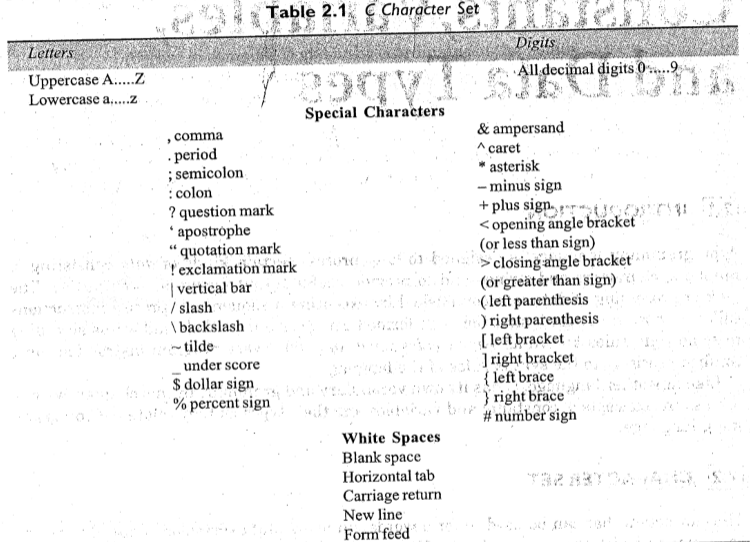 Table 2.1 C Character Set
Letters
Digits
Uppercase A.....Z
All decimal digits 0.....9
Lowercase a.....z
Special Characters
, comma
. period
; semicolon
: colon
? question mark
‘ apostrophe
“ quotation mark
! exclamation mark
| vertical bar
/ slash
\ backslash
~ tilde
_ under score
$ dollar sign
% percent sign
& ampersand
^ caret
* asterisk
– minus sign
+ plus sign
< opening angle bracket
(or less than sign)
> closing angle bracket
(or greater than sign)
( left parenthesis
) right parenthesis
[ left bracket
] right bracket
{ left brace
} right brace
# number sign
White Spaces
Blank space
Horizontal tab
Carriage return
New line
Form feed